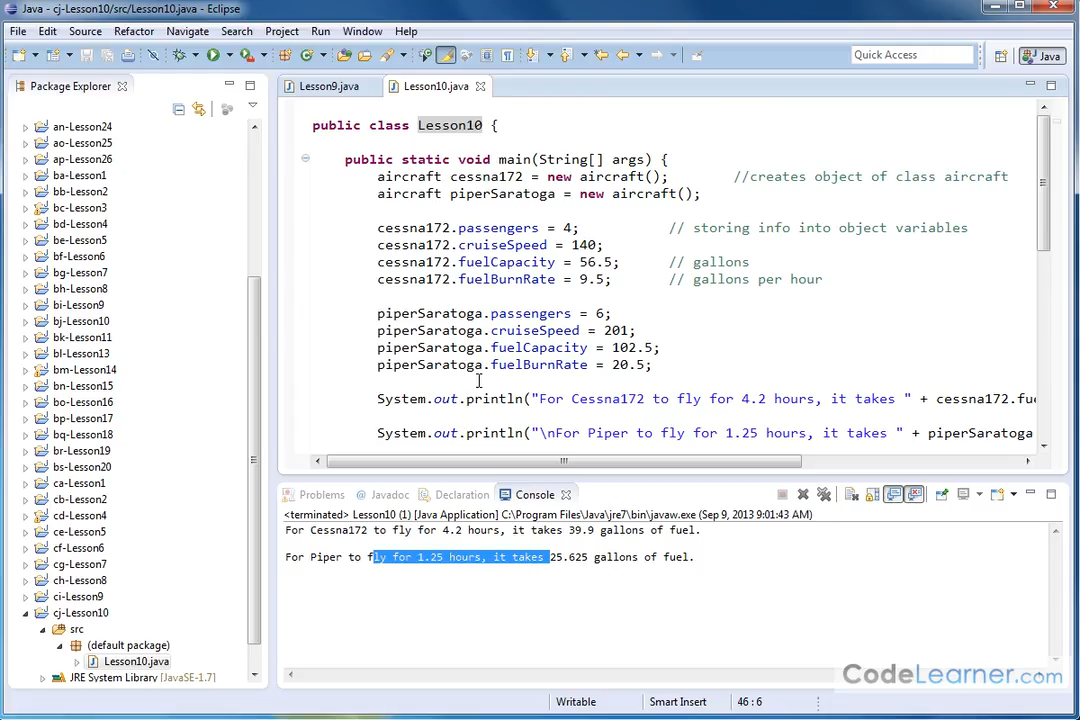 Java - cj-Lesson10/src/Lesson10.java - Eclipse
File Edit Source Refactor Navigate Search Project Run Window Help
Quick Access
Java
Package Explorer
Lesson9.java
Lesson10.java
an-Lesson24
ao-Lesson25
ap-Lesson26
ba-Lesson1
bb-Lesson2
bc-Lesson3
bd-Lesson4
be-Lesson5
bf-Lesson6
bg-Lesson7
bh-Lesson8
bi-Lesson9
bj-Lesson10
bk-Lesson11
bl-Lesson13
bm-Lesson14
bn-Lesson15
bo-Lesson16
bp-Lesson17
bq-Lesson18
br-Lesson19
bs-Lesson20
ca-Lesson1
cb-Lesson2
cd-Lesson4
ce-Lesson5
cf-Lesson6
cg-Lesson7
ch-Lesson8
ci-Lesson9
cj-Lesson10
src
(default package)
Lesson10.java
JRE System Library [JavaSE-1.7]
public class Lesson10 {
public static void main(String[] args) {
aircraft cessna172 = new aircraft(); //creates object of class aircraft
aircraft piperSaratoga = new aircraft();
cessna172.passengers = 4; // storing info into object variables
cessna172.cruiseSpeed = 140;
cessna172.fuelCapacity = 56.5; // gallons
cessna172.fuelBurnRate = 9.5; // gallons per hour
piperSaratoga.passengers = 6;
piperSaratoga.cruiseSpeed = 201;
piperSaratoga.fuelCapacity = 102.5;
piperSaratoga.fuelBurnRate = 20.5;
System.out.println("For Cessna172 to fly for 4.2 hours, it takes " + cessna172.fue
System.out.println("\nFor Piper to fly for 1.25 hours, it takes " + piperSaratoga
Problems @ Javadoc Declaration Console
<terminated> Lesson10 (1) [Java Application] C:\Program Files\Java\jre7\bin\javaw.exe (Sep 9, 2013 9:01:43 AM)
For Cessna172 to fly for 4.2 hours, it takes 39.9 gallons of fuel.
For Piper to fly for 1.25 hours, it takes 25.625 gallons of fuel.
CodeLearner.com
Writable Smart Insert 46 : 6